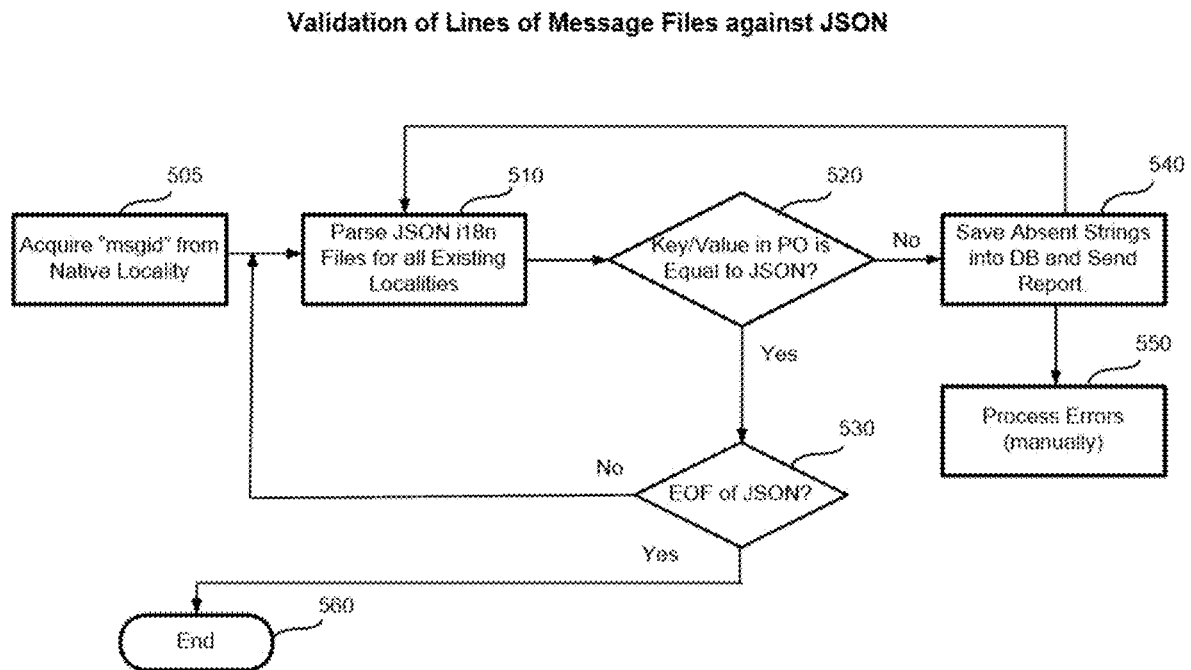 Validation of Lines of Message Files against JSON
505
Acquire "msgid" from
Native Locality
510
Parse JSON i18n
Files for all Existing
Localities
520
Key/Value in PO is
Equal to JSON?
No
540
Save Absent Strings
into DB and Send
Report.
Yes
550
Process Errors
(manually)
530
EOF of JSON?
No
Yes
560
End